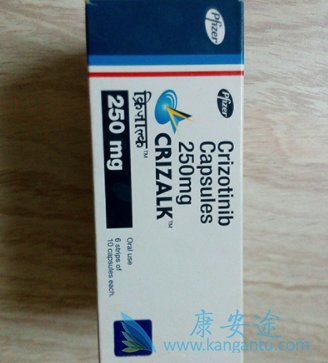 Pfizer
Pfizer
Crizotinib
Capsules
250mg
CRIZALK™
क्रिज़ाल्क™
250 mg
Oral use
6 strips of
10 capsules each.
康安途
www.kangantu.com